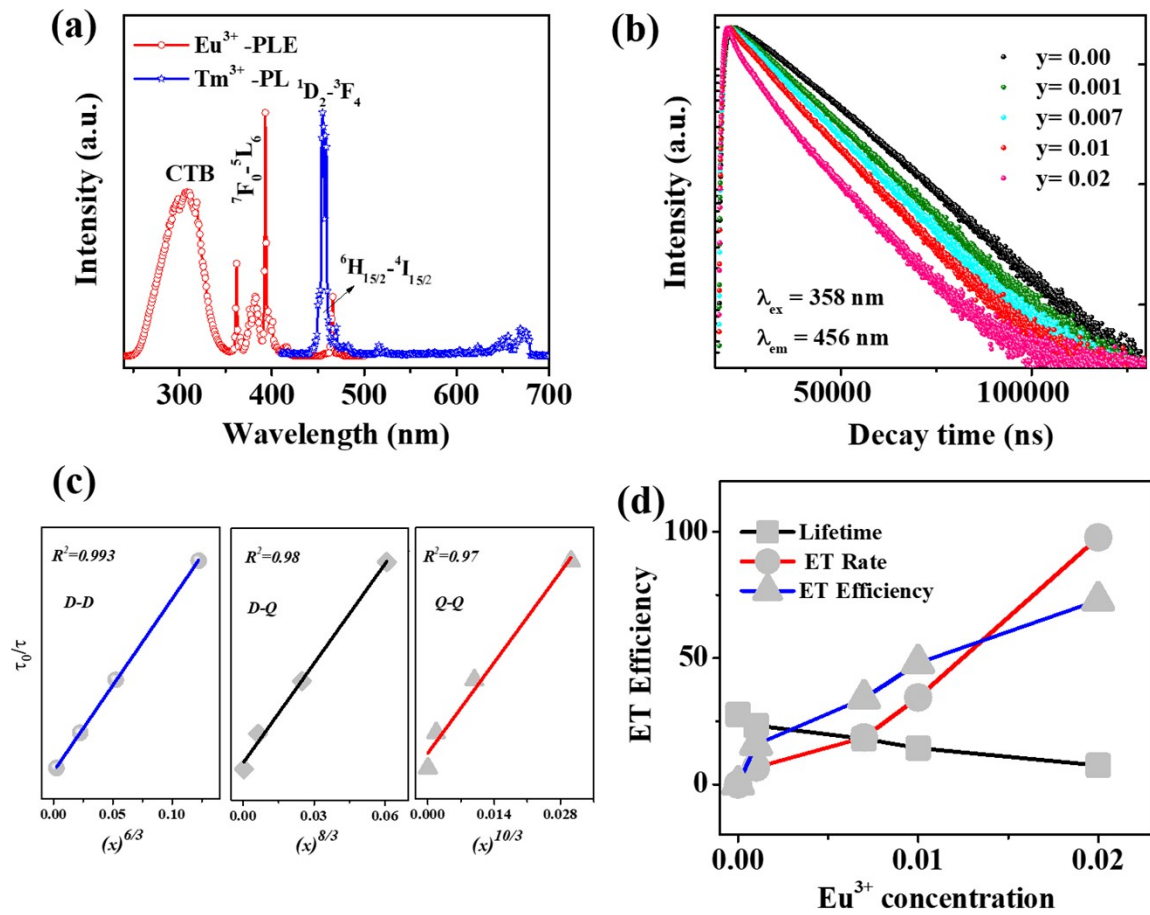 (a)
Eu³⁺ -PLE
Tm³⁺ -PL
¹D₂-³F₄
CTB
⁷F₀-⁵L₆
⁶H₁₅/₂-⁴I₁₅/₂
Intensity (a.u.)
300 400 500 600 700
Wavelength (nm)
(b)
y= 0.00
y= 0.001
y= 0.007
y= 0.01
y= 0.02
λex = 358 nm
λem = 456 nm
Intensity (a.u.)
50000 100000
Decay time (ns)
(c)
R²=0.993
D-D
R²=0.98
D-Q
R²=0.97
Q-Q
τ₀/τ
0.00 0.05 0.10
0.00 0.03 0.06
0.000 0.014 0.028
(x)⁶/³
(x)⁸/³
(x)¹⁰/³
(d)
Lifetime
ET Rate
ET Efficiency
ET Efficiency
100
50
0
0.00 0.01 0.02
Eu³⁺ concentration